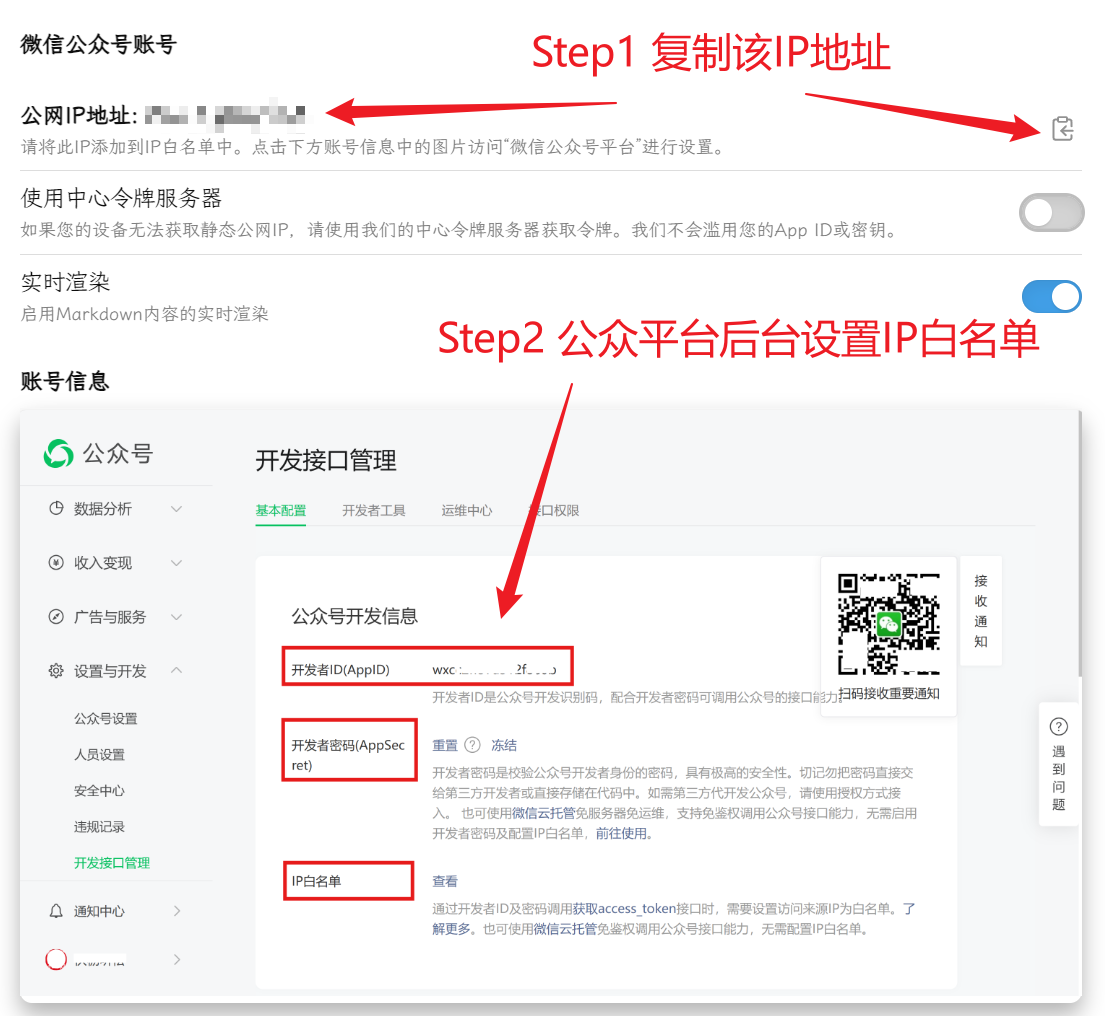 微信公众号账号
Step1 复制该IP地址
公网IP地址:
请将此IP添加到IP白名单中。点击下方账号信息中的图片访问“微信公众号平台”进行设置。
使用中心令牌服务器
如果您的设备无法获取静态公网IP，请使用我们的中心令牌服务器获取令牌。我们不会滥用您的App ID或密钥。
实时渲染
启用Markdown内容的实时渲染
Step2 公众平台后台设置IP白名单
账号信息
公众号
数据分析
收入变现
广告与服务
设置与开发
公众号设置
人员设置
安全中心
违规记录
开发接口管理
通知中心
开发接口管理
基本配置 开发者工具 运维中心 接口权限
公众号开发信息
开发者ID(AppID) wxc
开发者ID是公众号开发识别码，配合开发者密码可调用公众号的接口能力。
开发者密码(AppSec
ret)
重置 ? 冻结
开发者密码是校验公众号开发者身份的密码，具有极高的安全性。切记勿把密码直接交
给第三方开发者或直接存储在代码中。如需第三方代开发公众号，请使用授权方式接
入。 也可使用微信云托管免服务器免运维，支持免鉴权调用公众号接口能力，无需启用
开发者密码及配置IP白名单，前往使用。
IP白名单 查看
通过开发者ID及密码调用获取access_token接口时，需要设置访问来源IP为白名单。了
解更多。也可使用微信云托管免鉴权调用公众号接口能力，无需配置IP白名单。
扫码接收重要通知
接
收
通
知
?
遇
到
问
题